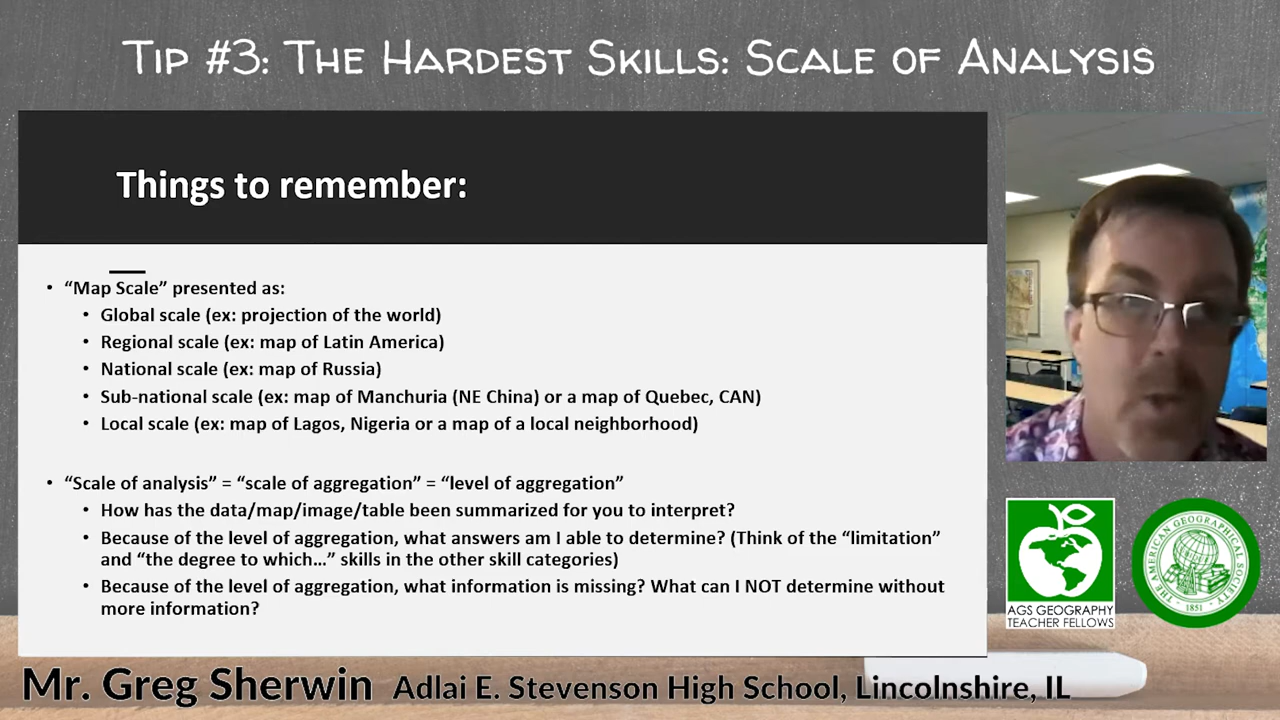 Tip #3: The Hardest Skills: Scale of Analysis
Things to remember:
• “Map Scale” presented as:
• Global scale (ex: projection of the world)
• Regional scale (ex: map of Latin America)
• National scale (ex: map of Russia)
• Sub-national scale (ex: map of Manchuria (NE China) or a map of Quebec, CAN)
• Local scale (ex: map of Lagos, Nigeria or a map of a local neighborhood)
• “Scale of analysis” = “scale of aggregation” = “level of aggregation”
• How has the data/map/image/table been summarized for you to interpret?
• Because of the level of aggregation, what answers am I able to determine? (Think of the “limitation”
and “the degree to which…” skills in the other skill categories)
• Because of the level of aggregation, what information is missing? What can I NOT determine without
more information?
AGS GEOGRAPHY
TEACHER FELLOWS
THE AMERICAN GEOGRAPHICAL SOCIETY
1851
Mr. Greg Sherwin Adlai E. Stevenson High School, Lincolnshire, IL